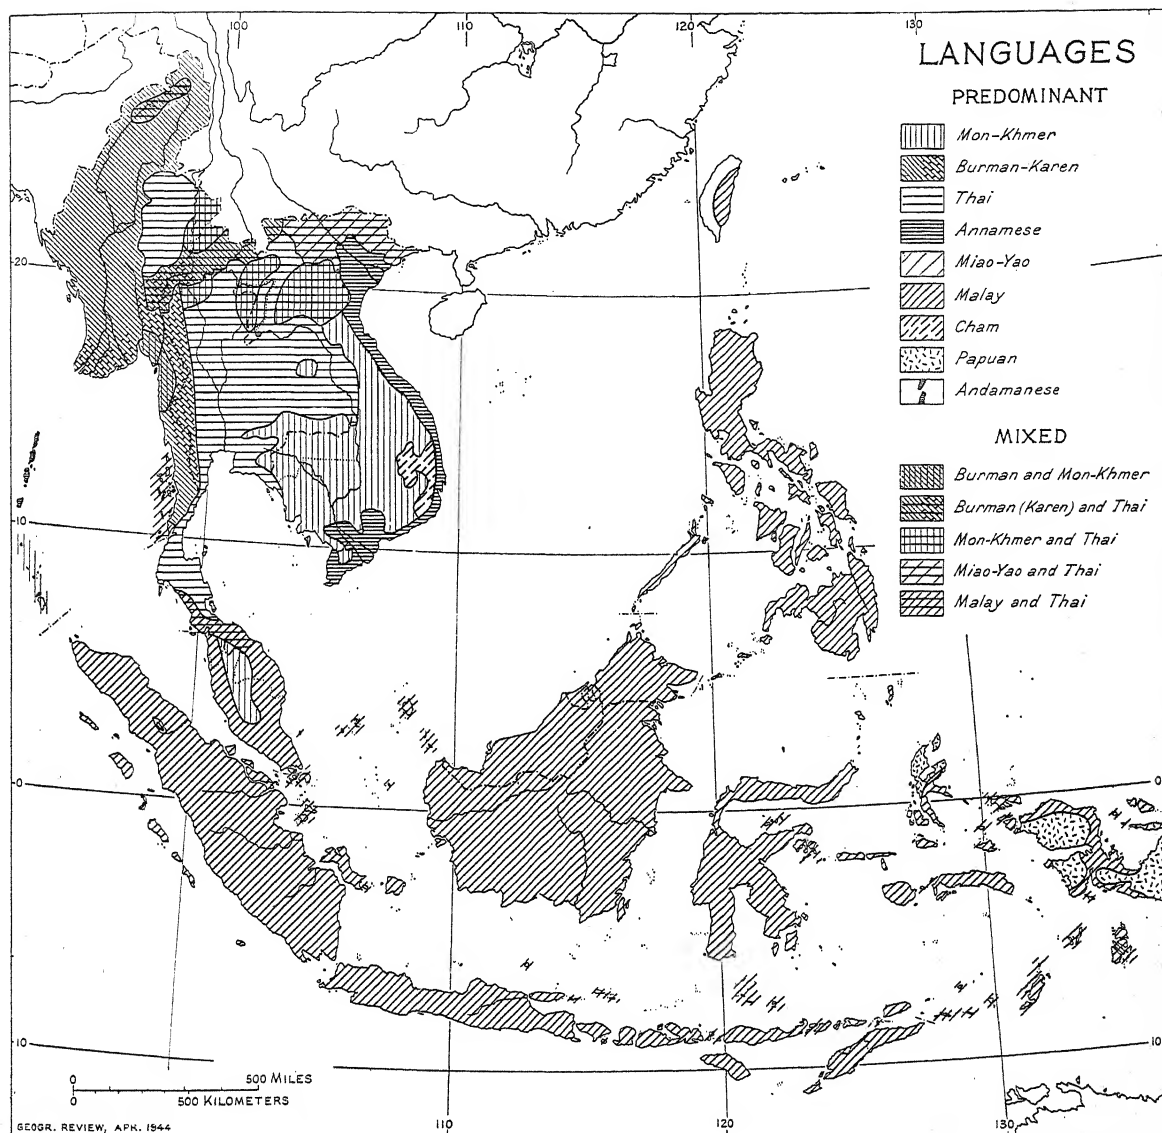 100
110
120
130
LANGUAGES
PREDOMINANT
Mon-Khmer
Burman-Karen
Thai
Annamese
Miao-Yao
Malay
Cham
Papuan
Andamanese
MIXED
Burman and Mon-Khmer
Burman (Karen) and Thai
Mon-Khmer and Thai
Miao-Yao and Thai
Malay and Thai
20
10
0
0
10
10
0 500 MILES
0 500 KILOMETERS
110
120
130
GEOGR. REVIEW, APR. 1944